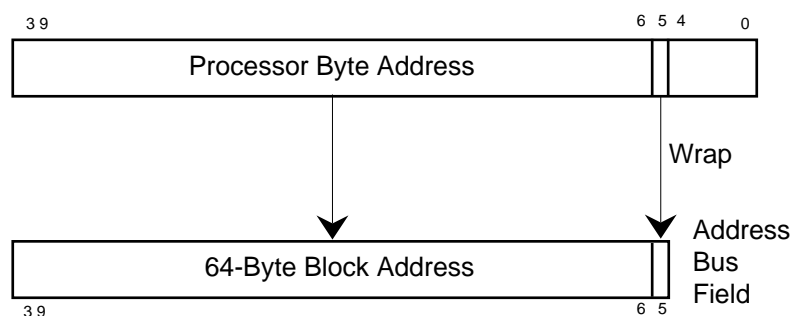 39 6 5 4 0
Processor Byte Address
Wrap
64-Byte Block Address
Address
Bus
Field
39 6 5